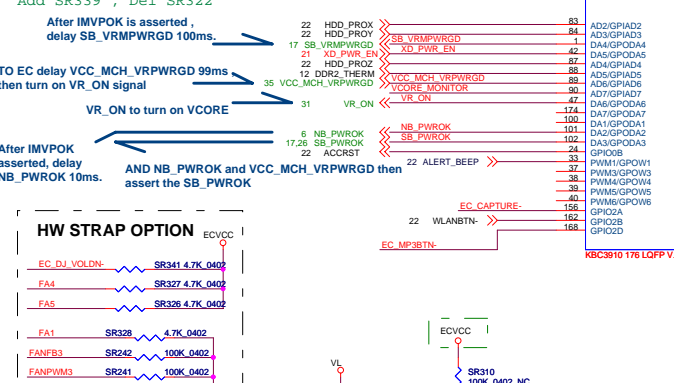 Add SR339 , Del SR322
After IMVPOK is asserted ,
delay SB_VRMPWRGD 100ms.
TO EC delay VCC_MCH_VRPWRGD 99ms
then turn on VR_ON signal
VR_ON to turn on VCORE
After IMVPOK
asserted, delay
NB_PWROK 10ms.
AND NB_PWROK and VCC_MCH_VRPWRGD then
assert the SB_PWROK
22 HDD_PROX 83 AD2/GPIAD2
22 HDD_PROY 84 AD3/GPIAD3
17 SB_VRMPWRGD SB_VRMPWRGD 1 DA4/GPODA4
21 XD_PWR_EN XD_PWR_EN 42 DA5/GPODA5
22 HDD_PROZ 87 AD4/GPIAD4
12 DDR2_THERM 88 AD5/GPIAD5
35 VCC_MCH_VRPWRGD VCC_MCH_VRPWRGD 89 AD6/GPIAD6
VCORE_MONITOR 90 AD7/GPIAD7
31 VR_ON VR_ON 47 DA6/GPODA6
174 DA7/GPODA7
100 DA1/GPODA1
6 NB_PWROK NB_PWROK 101 DA2/GPODA2
17,26 SB_PWROK SB_PWROK 102 DA3/GPODA3
22 ACCRST 24 GPIO0B
22 ALERT_BEEP 33 PWM1/GPOW1
37 PWM3/GPOW3
38 PWM4/GPOW4
39 PWM5/GPOW5
40 PWM6/GPOW6
EC_CAPTURE- 156 GPIO2A
22 WLANBTN- 162 GPIO2B
EC_MP3BTN- 168 GPIO2D
KBC3910 176 LQFP V
HW STRAP OPTION
ECVCC
EC_DJ_VOLDN- SR341 4.7K_0402
FA4 SR327 4.7K_0402
FA5 SR326 4.7K_0402
FA1 SR328 4.7K_0402
FANFB3 SR242 100K_0402
FANPWM3 SR241 100K_0402
VL
ECVCC
SR310
100K_0402_NC